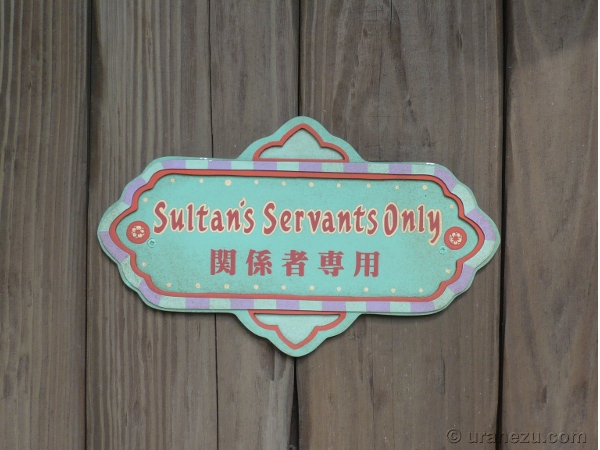 Sultan's Servants Only
関係者専用
© uranezu.com